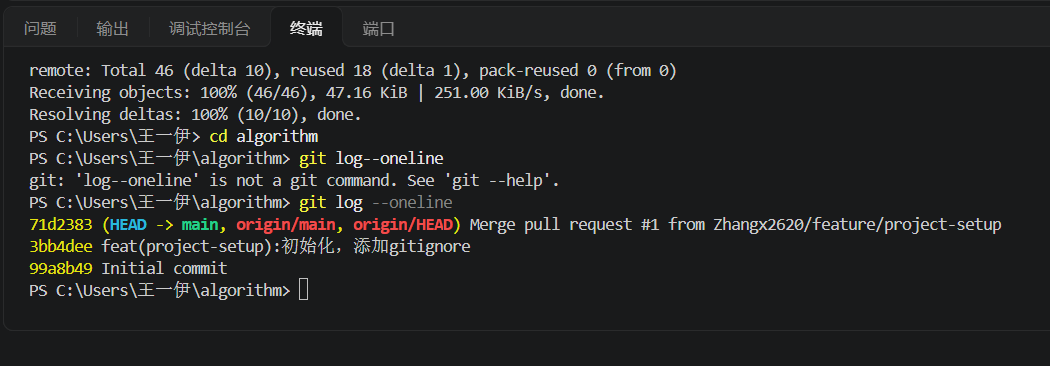 问题 输出 调试控制台 终端 端口
remote: Total 46 (delta 10), reused 18 (delta 1), pack-reused 0 (from 0)
Receiving objects: 100% (46/46), 47.16 KiB | 251.00 KiB/s, done.
Resolving deltas: 100% (10/10), done.
PS C:\Users\王一伊> cd algorithm
PS C:\Users\王一伊\algorithm> git log--oneline
git: 'log--oneline' is not a git command. See 'git --help'.
PS C:\Users\王一伊\algorithm> git log --oneline
71d2383 (HEAD -> main, origin/main, origin/HEAD) Merge pull request #1 from Zhangx2620/feature/project-setup
3bb4dee feat(project-setup):初始化，添加gitignore
99a8b49 Initial commit
PS C:\Users\王一伊\algorithm>